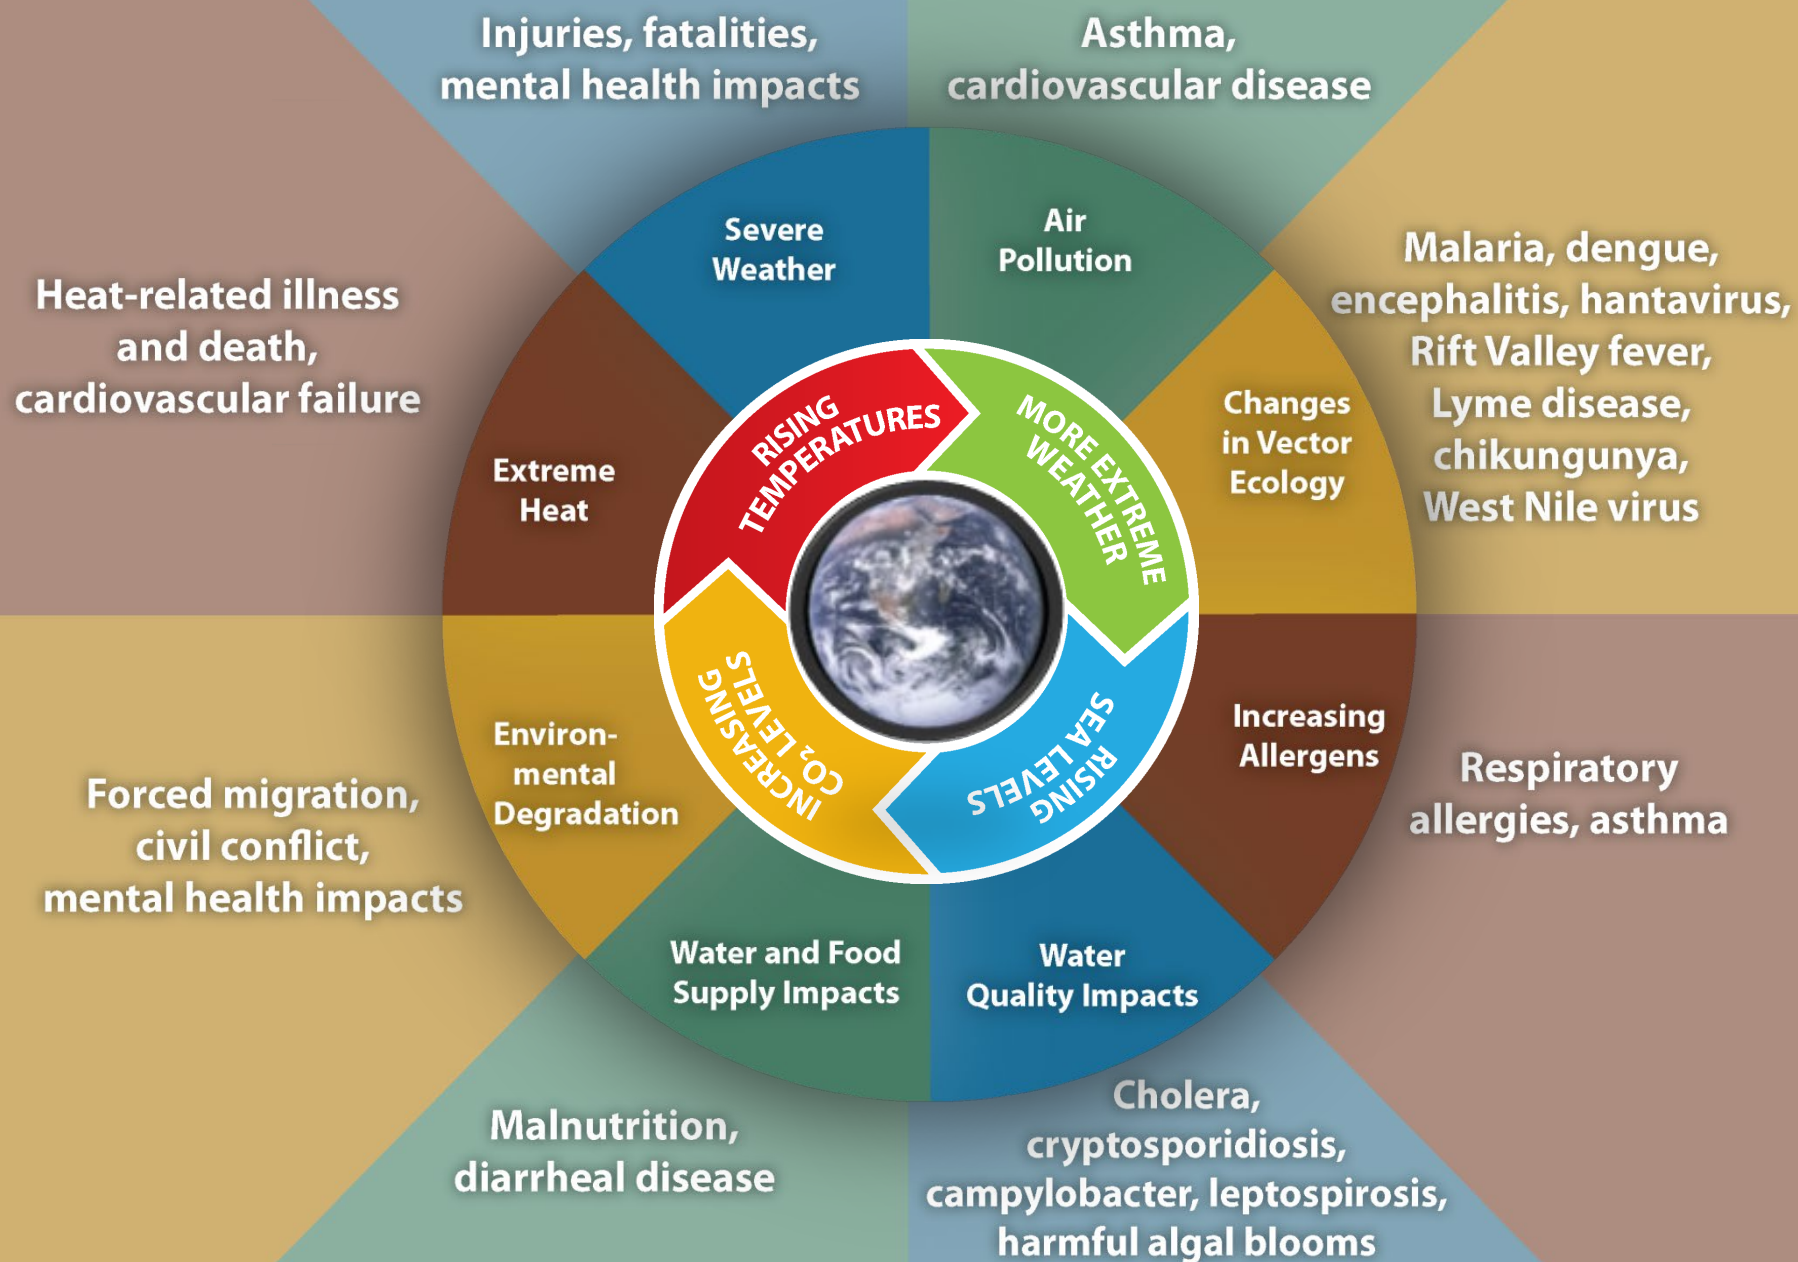 Injuries, fatalities,
mental health impacts
Asthma,
cardiovascular disease
Malaria, dengue,
encephalitis, hantavirus,
Rift Valley fever,
Lyme disease,
chikungunya,
West Nile virus
Respiratory
allergies, asthma
Cholera,
cryptosporidiosis,
campylobacter, leptospirosis,
harmful algal blooms
Malnutrition,
diarrheal disease
Forced migration,
civil conflict,
mental health impacts
Heat-related illness
and death,
cardiovascular failure
Severe
Weather
Air
Pollution
Changes
in Vector
Ecology
Increasing
Allergens
Water
Quality Impacts
Water and Food
Supply Impacts
Environ-
mental
Degradation
Extreme
Heat
RISING
TEMPERATURES
MORE EXTREME
WEATHER
RISING
SEA LEVELS
INCREASING
CO₂ LEVELS